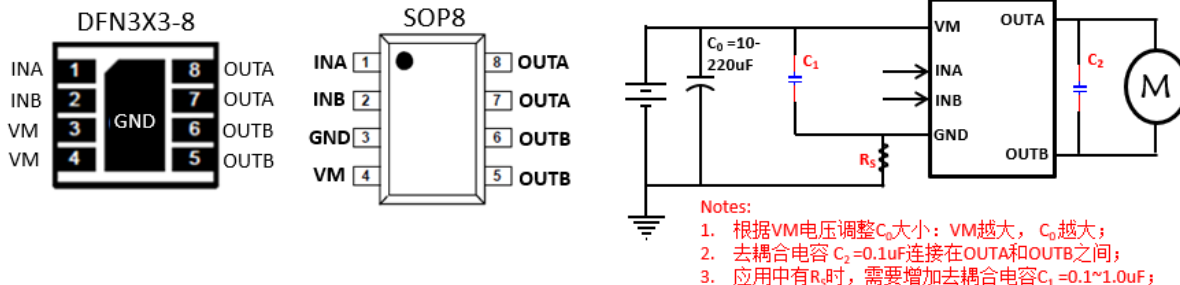 DFN3X3-8
INA 1 8 OUTA
INB 2 7 OUTA
VM 3 GND 6 OUTB
VM 4 5 OUTB
SOP8
INA 1 8 OUTA
INB 2 7 OUTA
GND 3 6 OUTB
VM 4 5 OUTB
C₀ =10-
220uF
C₁
VM
OUTA
INA
INB
GND
OUTB
Rₛ
C₂
M
Notes:
1. 根据VM电压调整C₀大小：VM越大，C₀越大；
2. 去耦合电容 C₂ =0.1uF连接在OUTA和OUTB之间；
3. 应用中有Rₛ时，需要增加去耦合电容C₁ =0.1~1.0uF；